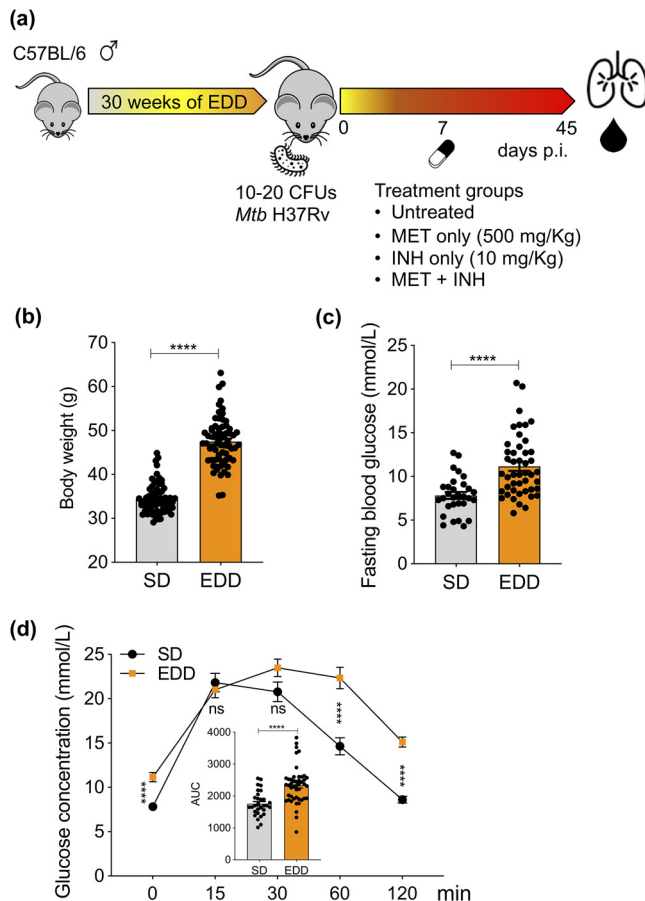 (a)
C57BL/6 ♂
30 weeks of EDD
0 7 45
days p.i.
10-20 CFUs
Mtb H37Rv
Treatment groups
• Untreated
• MET only (500 mg/Kg)
• INH only (10 mg/Kg)
• MET + INH
(b)
****
Body weight (g)
70
60
50
40
30
20
SD EDD
(c)
****
Fasting blood glucose (mmol/L)
25
20
15
10
5
0
SD EDD
(d)
Glucose concentration (mmol/L)
25
20
15
10
5
0
SD
EDD
****
ns
ns
****
****
****
AUC
4000
3000
2000
1000
0
SD EDD
0 15 30 60 120 min